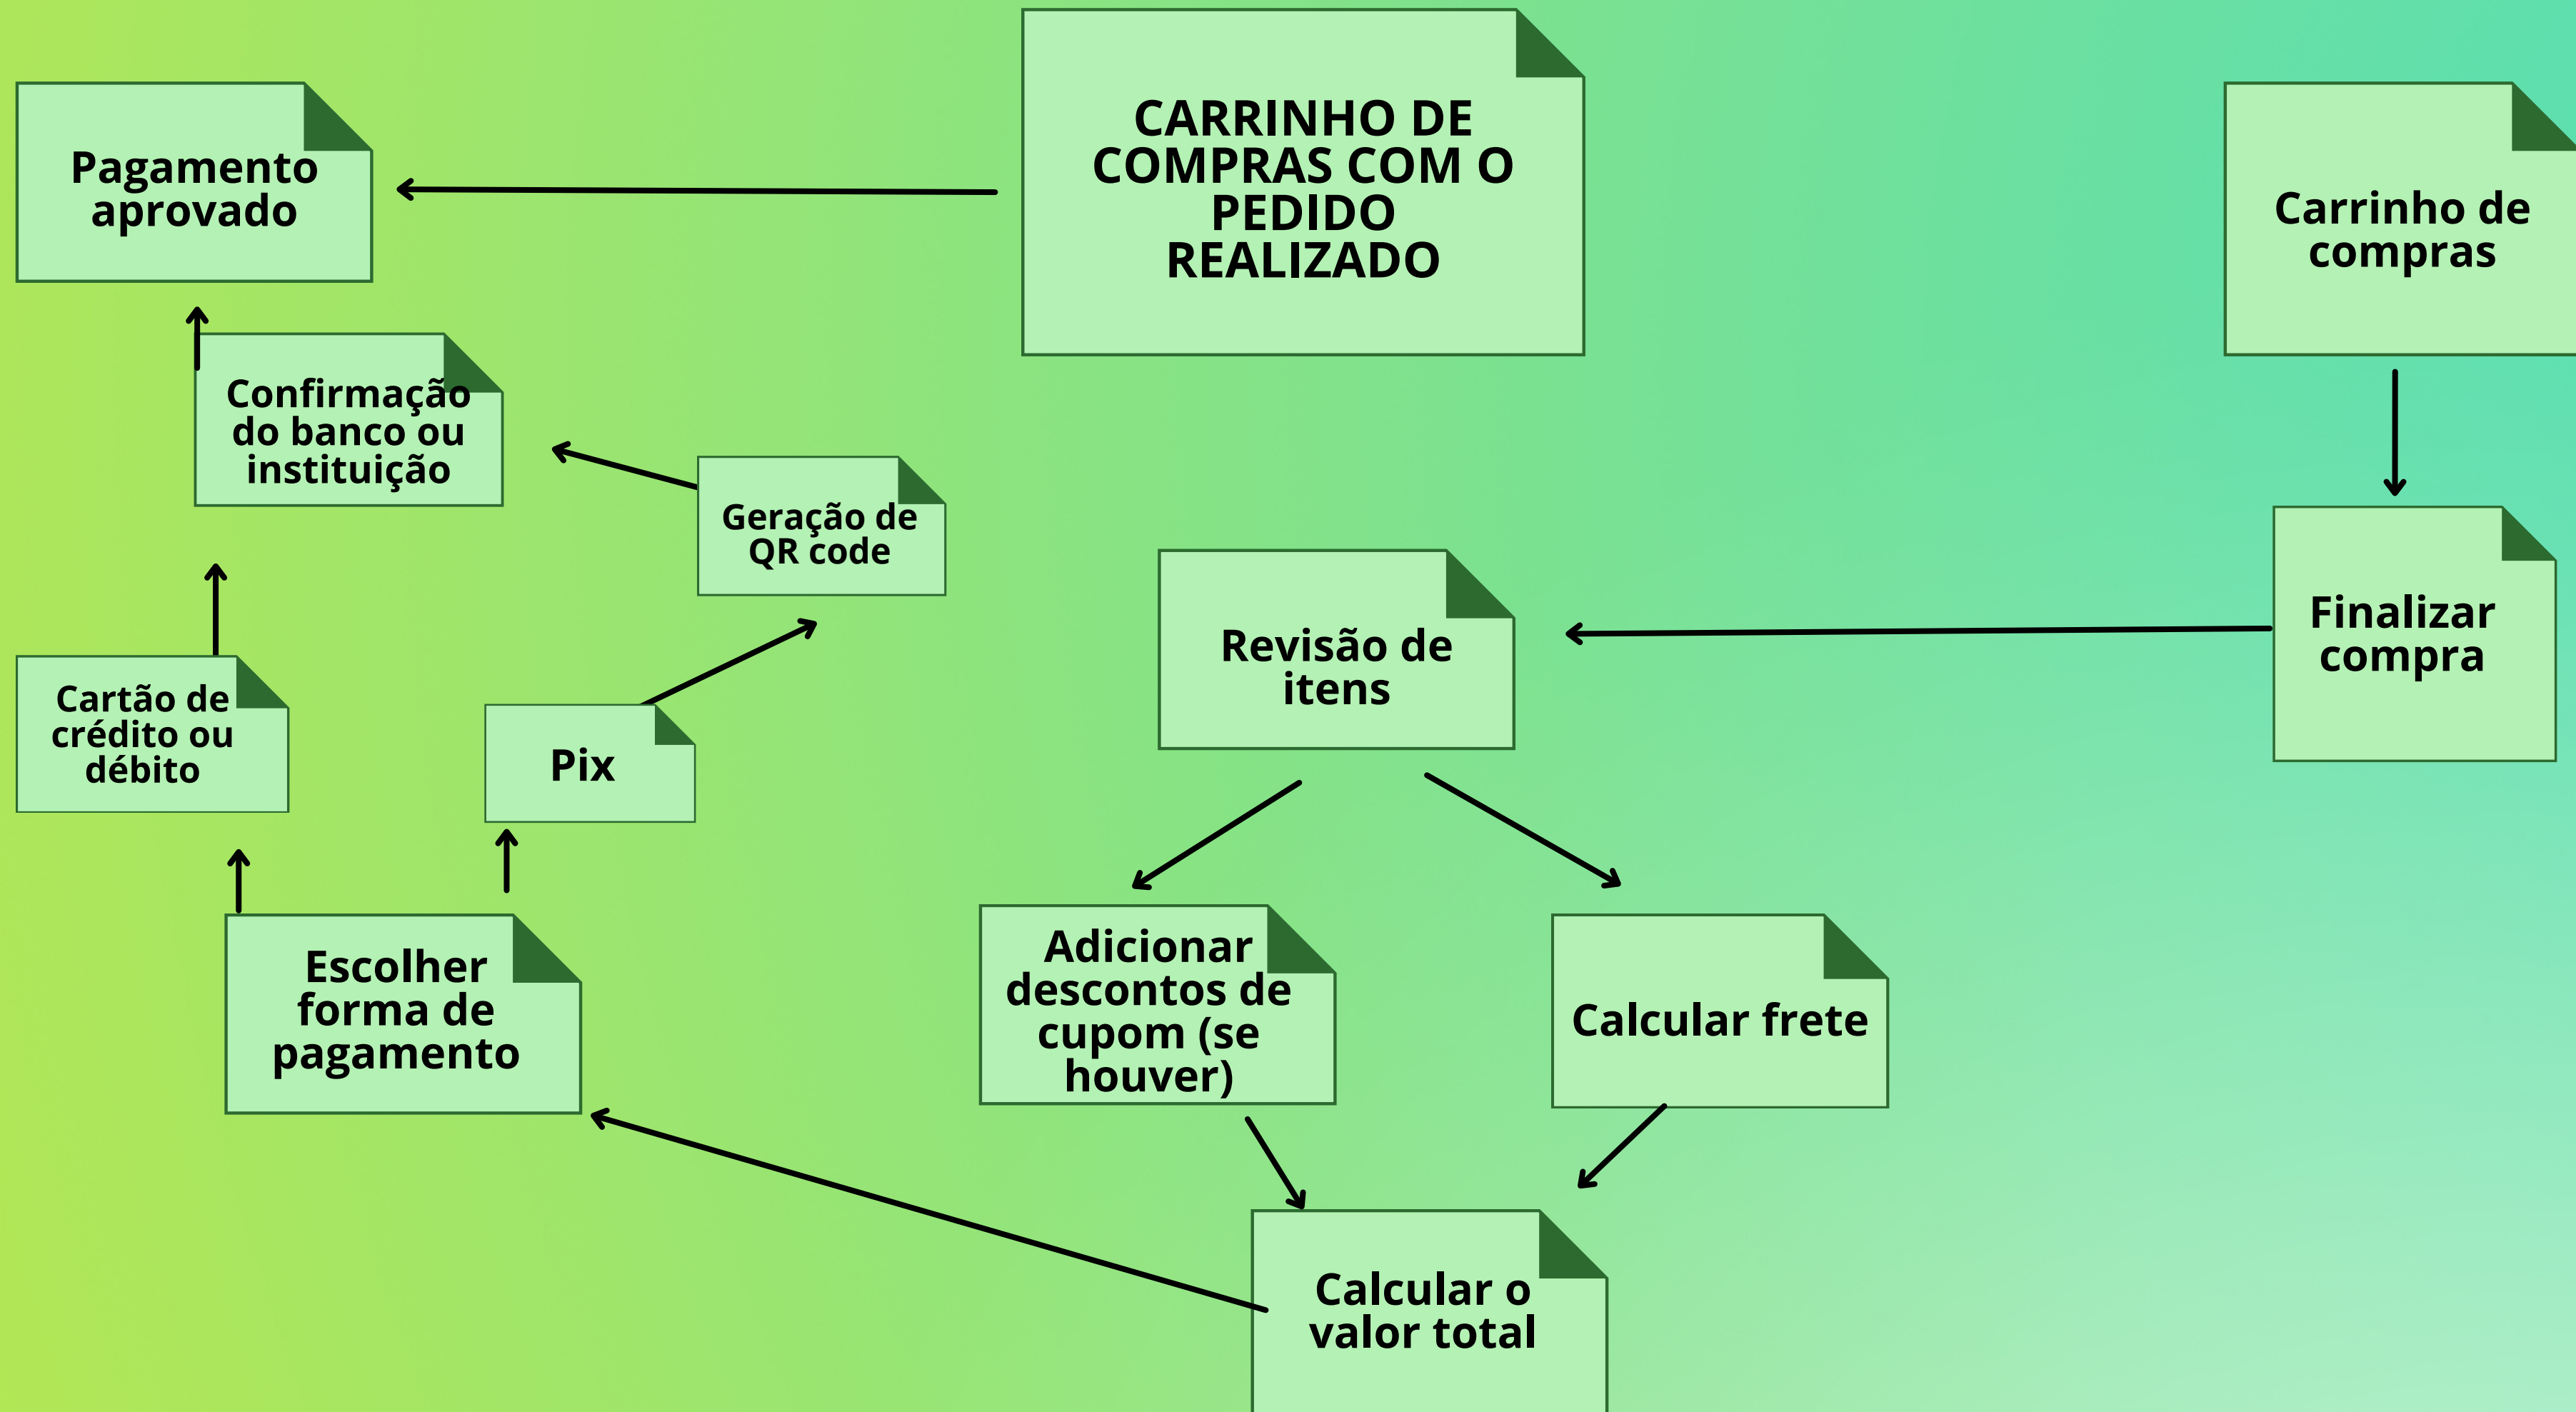 CARRINHO DE
COMPRAS COM O
PEDIDO
REALIZADO
Pagamento
aprovado
Carrinho de
compras
Confirmação
do banco ou
instituição
Geração de
QR code
Finalizar
compra
Revisão de
itens
Cartão de
crédito ou
débito
Pix
Escolher
forma de
pagamento
Adicionar
descontos de
cupom (se
houver)
Calcular frete
Calcular o
valor total